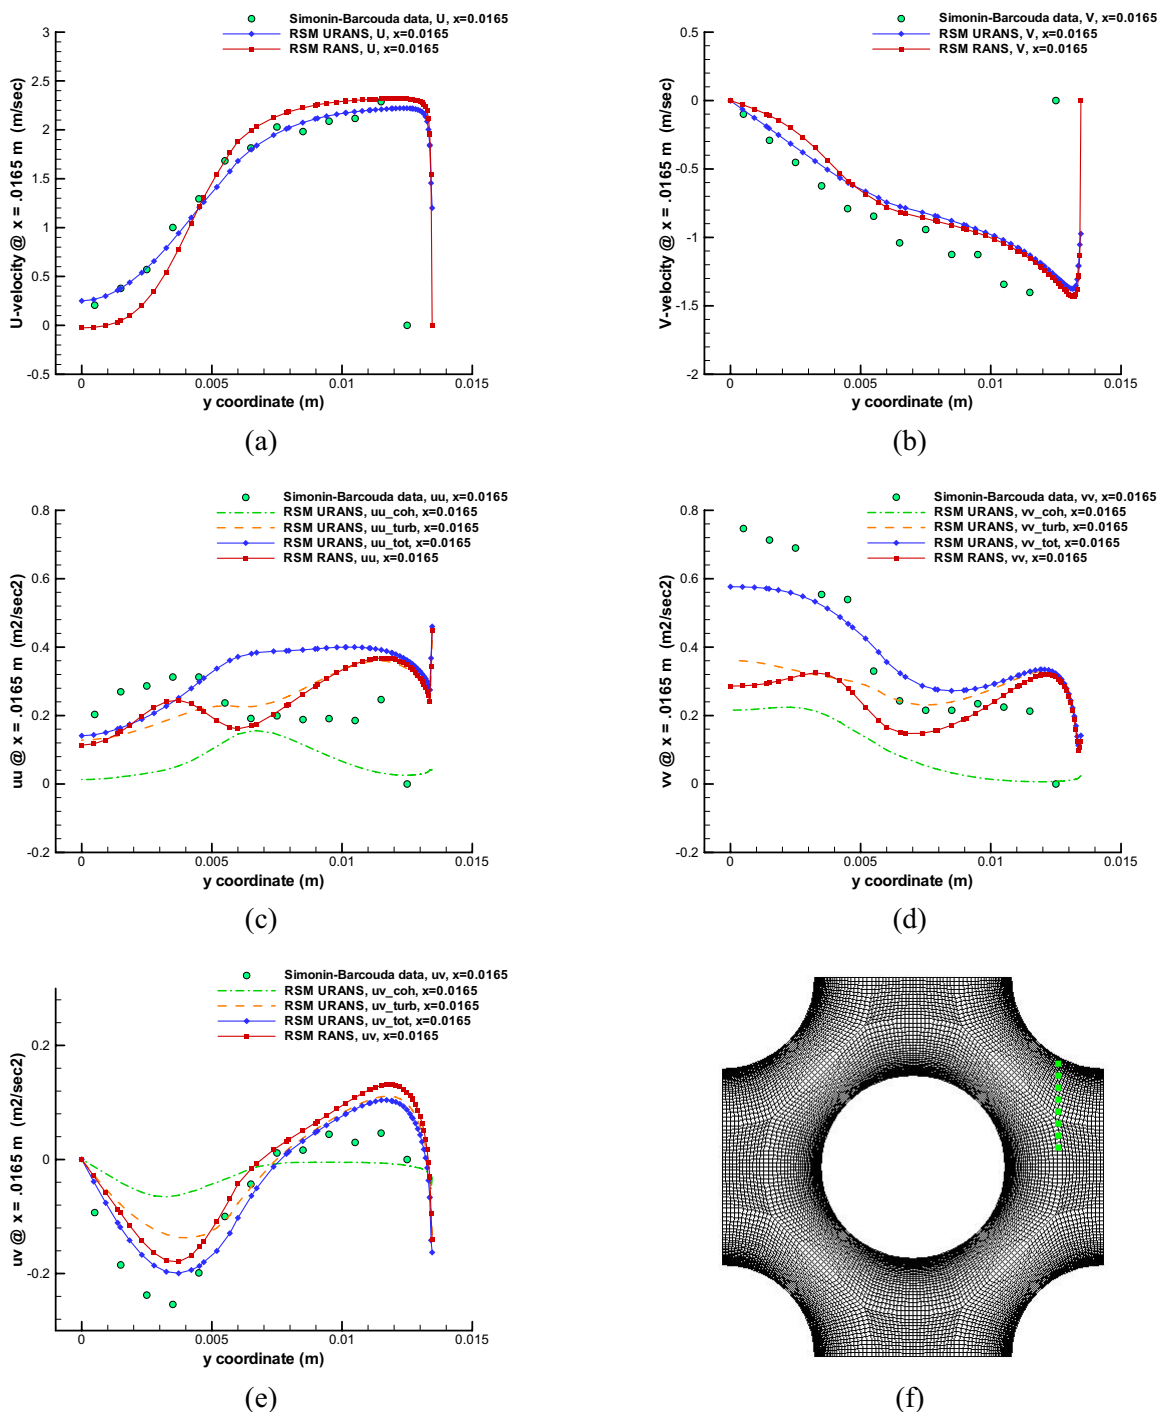 Simonin-Barcouda data, U, x=0.0165
RSM URANS, U, x=0.0165
RSM RANS, U, x=0.0165
U-velocity @ x = .0165 m (m/sec)
3
2.5
2
1.5
1
0.5
0
-0.5
0
0.005
0.01
0.015
y coordinate (m)
(a)
Simonin-Barcouda data, V, x=0.0165
RSM URANS, V, x=0.0165
RSM RANS, V, x=0.0165
V-velocity @ x = .0165 m (m/sec)
0.5
0
-0.5
-1
-1.5
-2
0
0.005
0.01
0.015
y coordinate (m)
(b)
Simonin-Barcouda data, uu, x=0.0165
RSM URANS, uu_coh, x=0.0165
RSM URANS, uu_turb, x=0.0165
RSM URANS, uu_tot, x=0.0165
RSM RANS, uu, x=0.0165
uu @ x = .0165 m (m2/sec2)
0.8
0.6
0.4
0.2
0
-0.2
0
0.005
0.01
0.015
y coordinate (m)
(c)
Simonin-Barcouda data, vv, x=0.0165
RSM URANS, vv_coh, x=0.0165
RSM URANS, vv_turb, x=0.0165
RSM URANS, vv_tot, x=0.0165
RSM RANS, vv, x=0.0165
vv @ x = .0165 m (m2/sec2)
0.8
0.6
0.4
0.2
0
-0.2
0
0.005
0.01
0.015
y coordinate (m)
(d)
Simonin-Barcouda data, uv, x=0.0165
RSM URANS, uv_coh, x=0.0165
RSM URANS, uv_turb, x=0.0165
RSM URANS, uv_tot, x=0.0165
RSM RANS, uv, x=0.0165
uv @ x = .0165 m (m2/sec2)
0.2
0
-0.2
0
0.005
0.01
0.015
y coordinate (m)
(e)
(f)